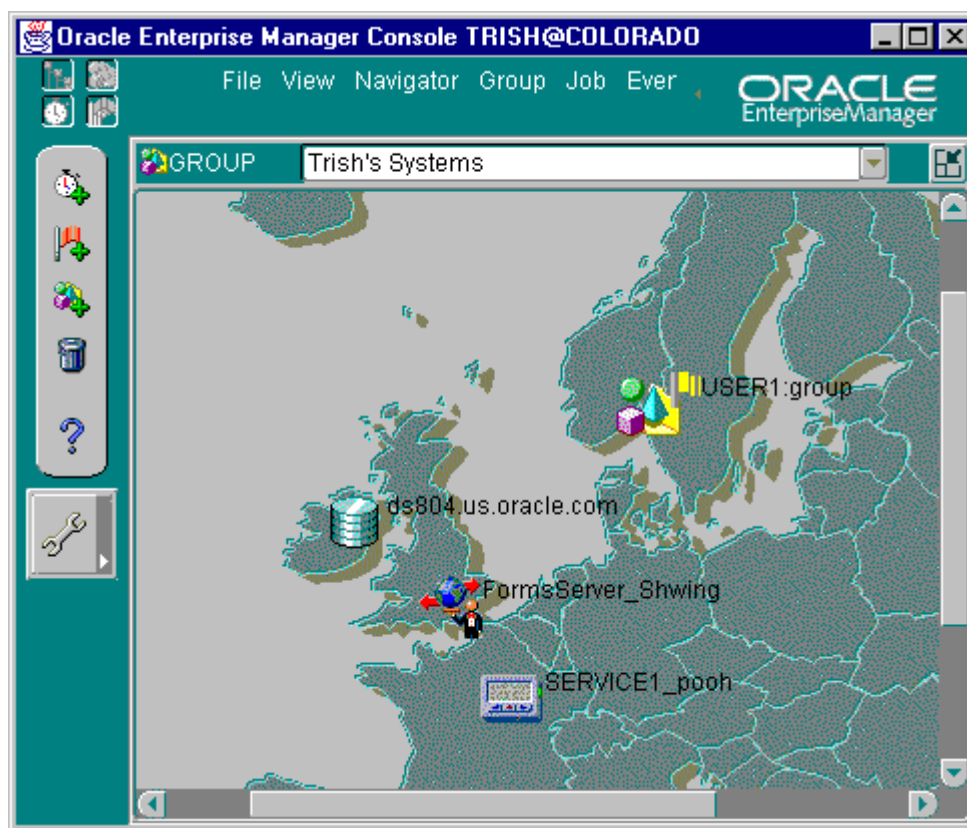 Oracle Enterprise Manager Console TRISH@COLORADO
File View Navigator Group Job Ever
ORACLE
EnterpriseManager
GROUP Trish's Systems
USER1:group
ds804.us.oracle.com
FormsServer_Shwing
SERVICE1_pooh